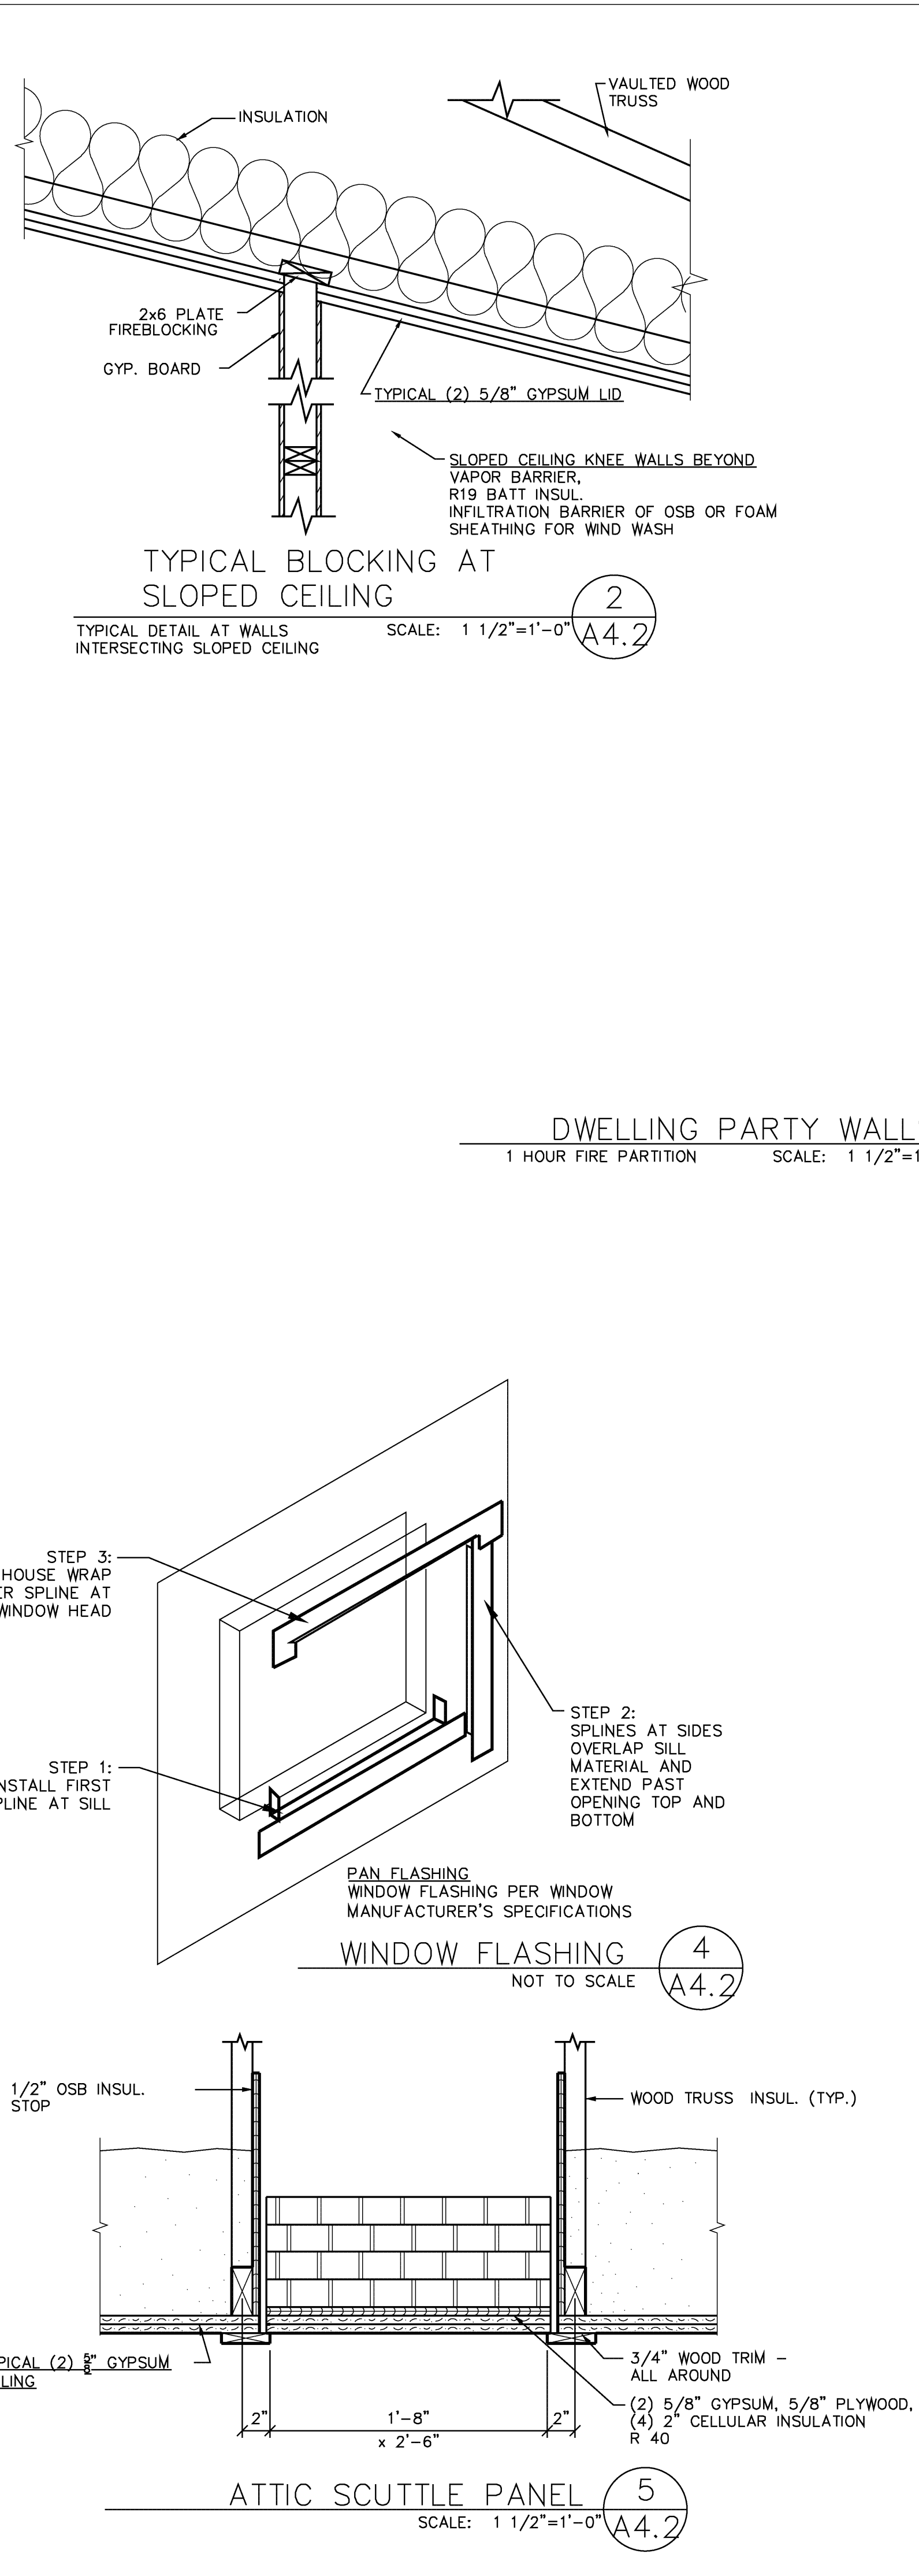 VAULTED WOOD
TRUSS
INSULATION
2x6 PLATE
FIREBLOCKING
GYP. BOARD
TYPICAL (2) 5/8" GYPSUM LID
SLOPED CEILING KNEE WALLS BEYOND
VAPOR BARRIER,
R19 BATT INSUL.
INFILTRATION BARRIER OF OSB OR FOAM
SHEATHING FOR WIND WASH
TYPICAL BLOCKING AT
SLOPED CEILING
2
A4.2
TYPICAL DETAIL AT WALLS
INTERSECTING SLOPED CEILING
SCALE: 1 1/2"=1'-0"
DWELLING PARTY WALL
1 HOUR FIRE PARTITION
SCALE: 1 1/2"=1
STEP 3:
HOUSE WRAP
ER SPLINE AT
WINDOW HEAD
STEP 2:
SPLINES AT SIDES
OVERLAP SILL
MATERIAL AND
EXTEND PAST
OPENING TOP AND
BOTTOM
STEP 1:
NSTALL FIRST
PLINE AT SILL
PAN FLASHING
WINDOW FLASHING PER WINDOW
MANUFACTURER'S SPECIFICATIONS
WINDOW FLASHING
NOT TO SCALE
4
A4.2
1/2" OSB INSUL.
STOP
WOOD TRUSS INSUL. (TYP.)
PICAL (2) 5/8" GYPSUM
LING
3/4" WOOD TRIM -
ALL AROUND
(2) 5/8" GYPSUM, 5/8" PLYWOOD,
(4) 2" CELLULAR INSULATION
R 40
2"
1'-8"
2"
x 2'-6"
ATTIC SCUTTLE PANEL
SCALE: 1 1/2"=1'-0"
5
A4.2